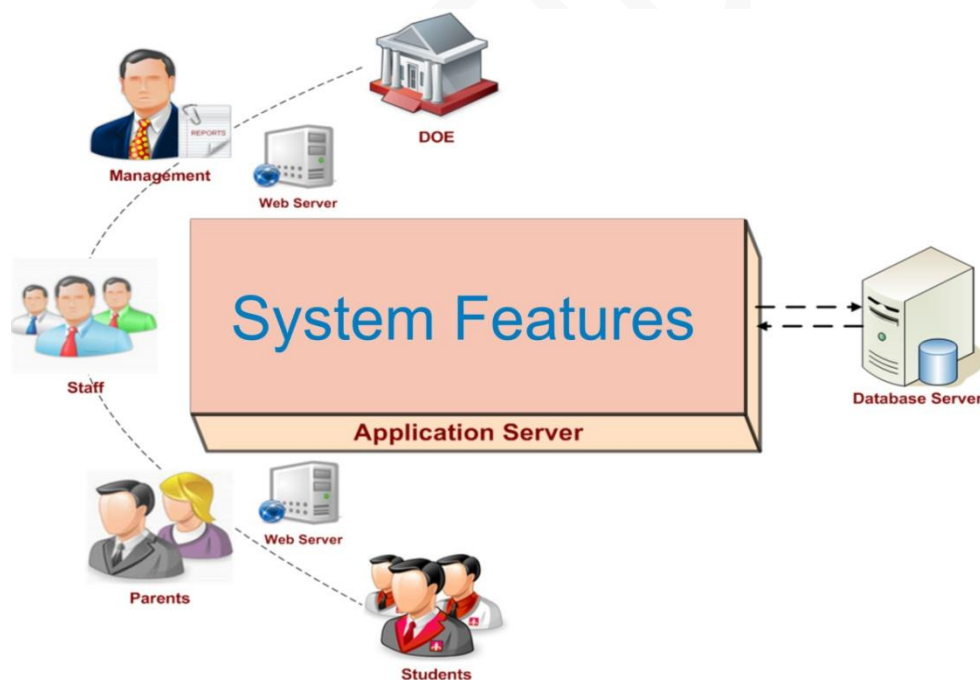 DOE
REPORTS
Management
Web Server
System Features
Staff
Database Server
Application Server
Web Server
Parents
Students